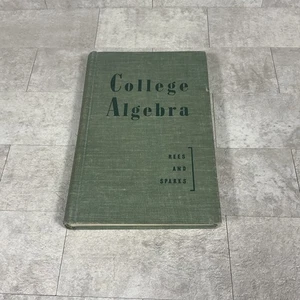 College
Algebra
REES
AND
SPARKS